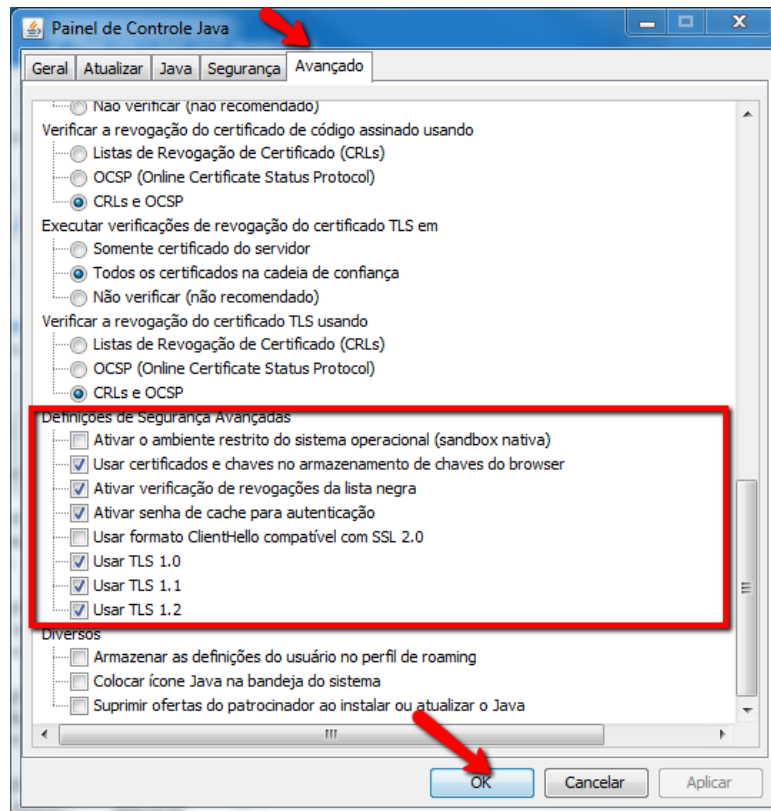 Painel de Controle Java
Geral Atualizar Java Segurança Avançado
Não verificar (não recomendado)
Verificar a revogação do certificado de código assinado usando
Listas de Revogação de Certificado (CRLs)
OCSP (Online Certificate Status Protocol)
CRLs e OCSP
Executar verificações de revogação do certificado TLS em
Somente certificado do servidor
Todos os certificados na cadeia de confiança
Não verificar (não recomendado)
Verificar a revogação do certificado TLS usando
Listas de Revogação de Certificado (CRLs)
OCSP (Online Certificate Status Protocol)
CRLs e OCSP
Definições de Segurança Avançadas
Ativar o ambiente restrito do sistema operacional (sandbox nativa)
Usar certificados e chaves no armazenamento de chaves do browser
Ativar verificação de revogações da lista negra
Ativar senha de cache para autenticação
Usar formato ClientHello compatível com SSL 2.0
Usar TLS 1.0
Usar TLS 1.1
Usar TLS 1.2
Diversos
Armazenar as definições do usuário no perfil de roaming
Colocar ícone Java na bandeja do sistema
Suprimir ofertas do patrocinador ao instalar ou atualizar o Java
OK Cancelar Aplicar